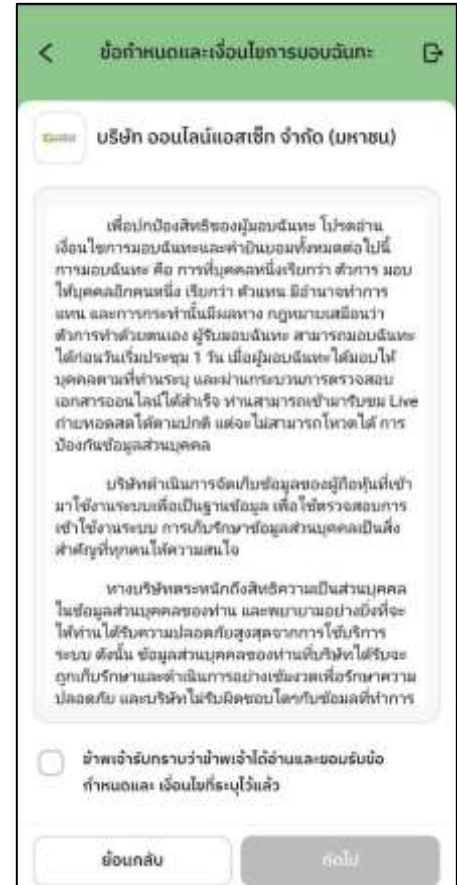 ข้อกำหนดและเงื่อนไขการมอบฉันทะ
บริษัท ออนไลน์แอสเซ็ท จำกัด (มหาชน)
เพื่อปกป้องสิทธิของผู้มอบฉันทะ โปรดอ่าน
เงื่อนไขการมอบฉันทะและคำยินยอมทั้งหมดต่อไปนี้
การมอบฉันทะ คือ การที่บุคคลหนึ่งเรียกว่า ตัวการ มอบ
ให้บุคคลอีกคนหนึ่ง เรียกว่า ตัวแทน มีอำนาจทำการ
แทน และการกระทำนั้นมีผลทาง กฎหมายเสมือนว่า
ตัวการทำด้วยตนเอง ผู้รับมอบฉันทะ สามารถมอบฉันทะ
ได้ก่อนวันเริ่มประชุม 1 วัน เมื่อผู้มอบฉันทะได้มอบให้
บุคคลตามที่ท่านระบุ และผ่านกระบวนการตรวจสอบ
เอกสารออนไลน์ได้สำเร็จ ท่านสามารถเข้ามารับชม Live
ถ่ายทอดสดได้ตามปกติ แต่จะไม่สามารถโหวตได้ การ
ป้องกันข้อมูลส่วนบุคคล
บริษัทดำเนินการจัดเก็บข้อมูลของผู้ถือหุ้นที่เข้า
มาใช้งานระบบเพื่อเป็นฐานข้อมูล เพื่อใช้ตรวจสอบการ
เข้าใช้งานระบบ การเก็บรักษาข้อมูลส่วนบุคคลเป็นสิ่ง
สำคัญที่ทุกคนให้ความสนใจ
ทางบริษัทตระหนักถึงสิทธิความเป็นส่วนบุคคล
ในข้อมูลส่วนบุคคลของท่าน และพยายามอย่างยิ่งที่จะ
ให้ท่านได้รับความปลอดภัยสูงสุดจากการใช้บริการ
ระบบ ดังนั้น ข้อมูลส่วนบุคคลของท่านที่บริษัทได้รับจะ
ถูกเก็บรักษาและดำเนินการอย่างเข้มงวดเพื่อรักษาความ
ปลอดภัย และบริษัทไม่รับผิดชอบใดๆกับข้อมูลที่ทำการ
ข้าพเจ้ารับทราบว่าข้าพเจ้าได้อ่านและยอมรับข้อ
กำหนดและ เงื่อนไขที่ระบุไว้แล้ว
ย้อนกลับ
ถัดไป